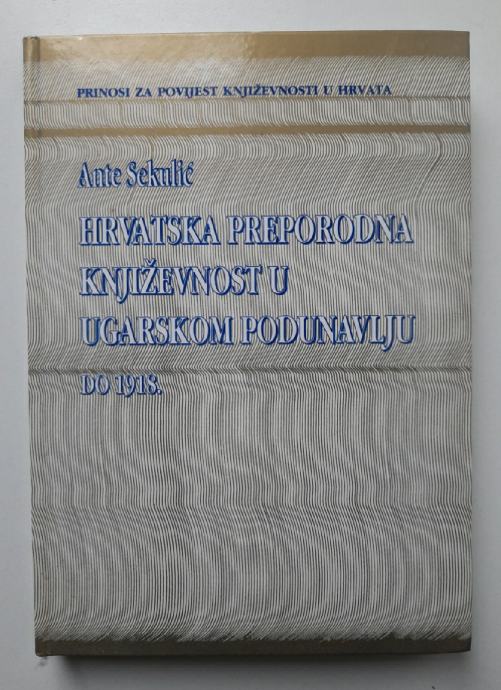 PRINOSI ZA POVIJEST KNJIŽEVNOSTI U HRVATA
Ante Sekulić
HRVATSKA PREPORODNA
KNJIŽEVNOST U
UGARSKOM PODUNAVLJU
DO 1918.